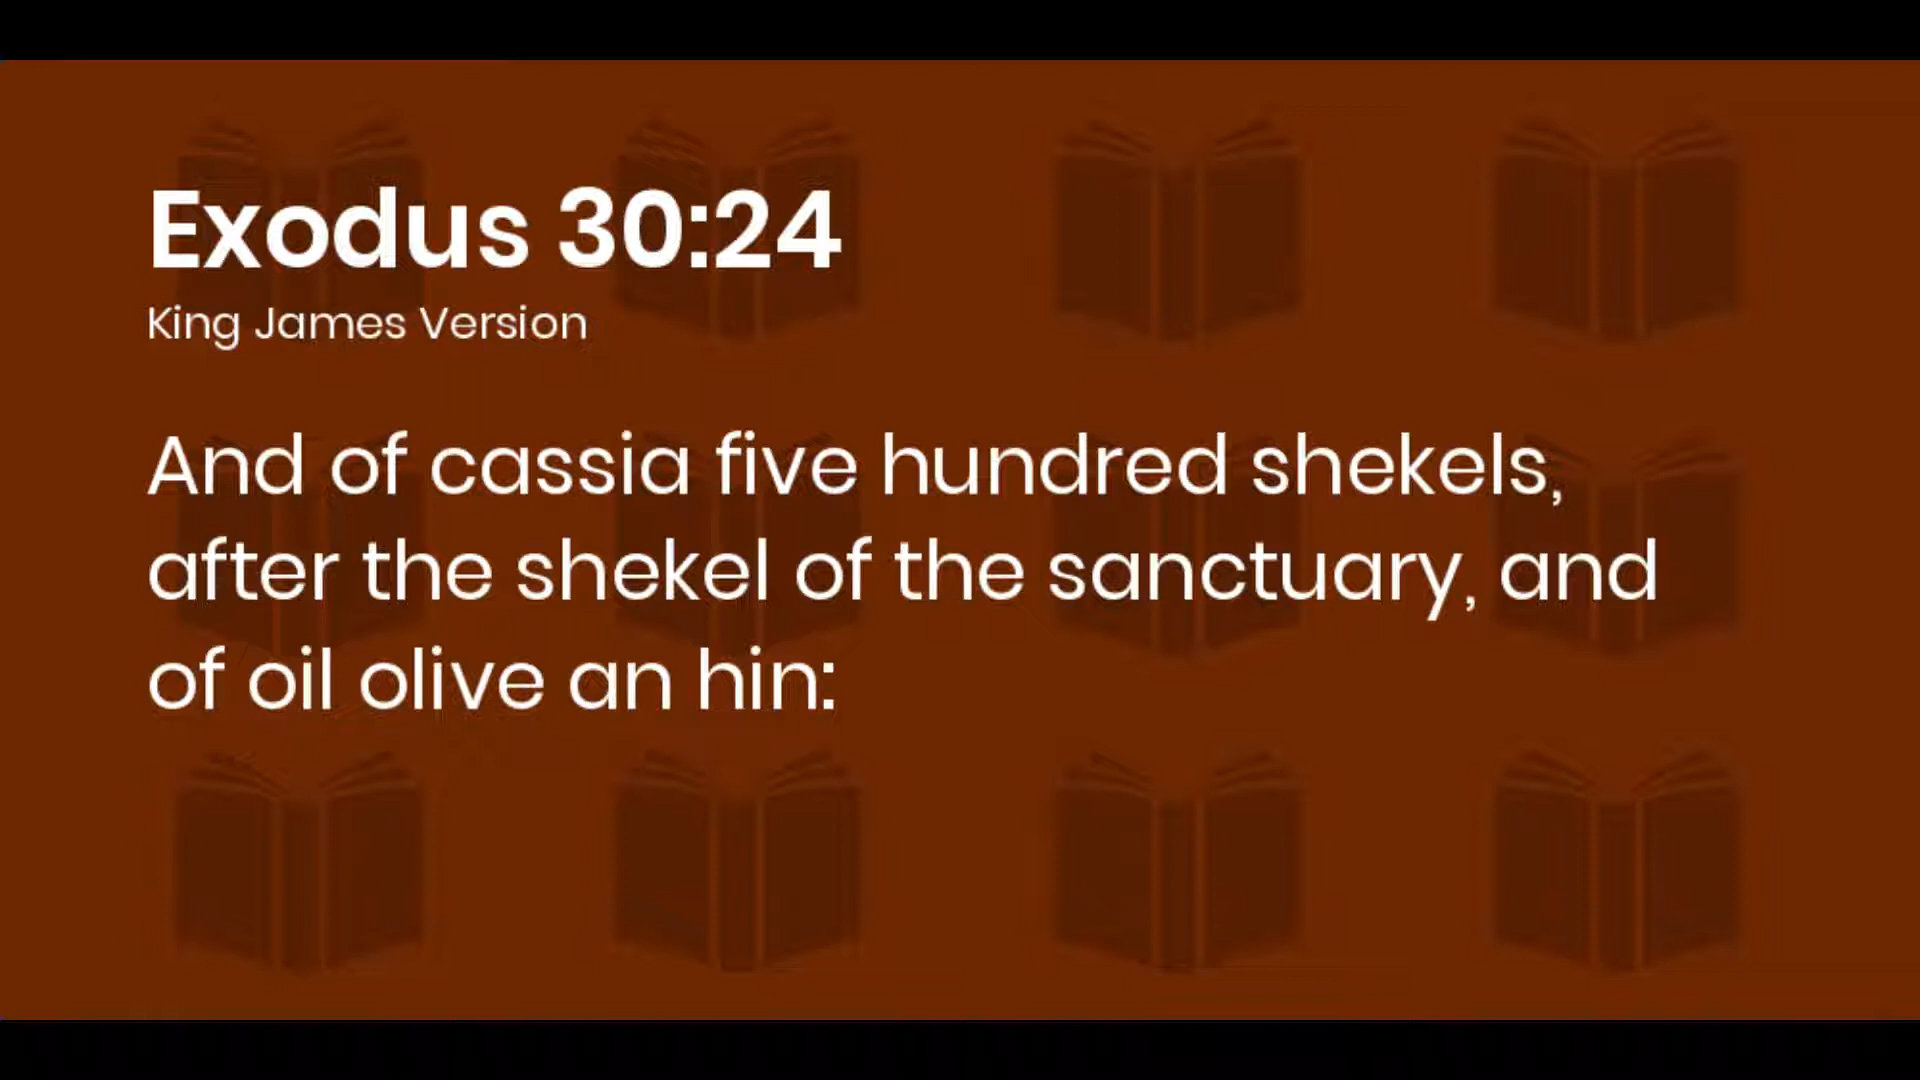 Exodus 30:24
King James Version
And of cassia five hundred shekels,
after the shekel of the sanctuary, and
of oil olive an hin: